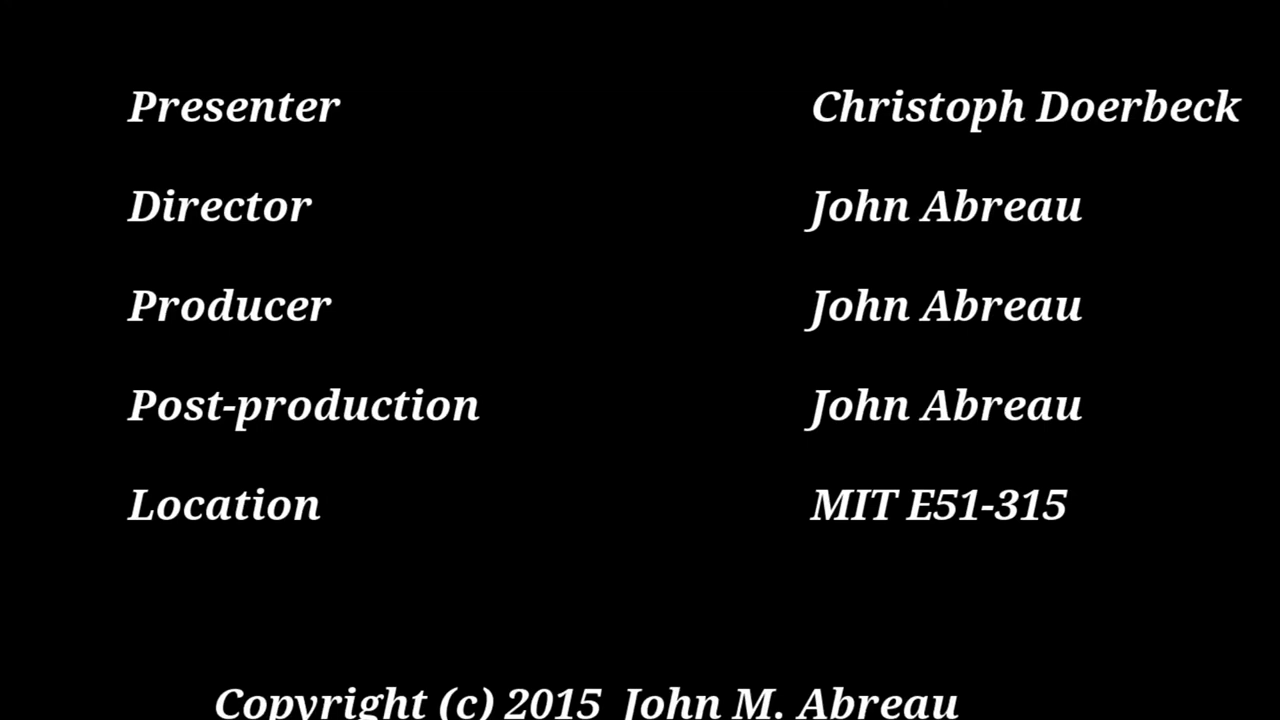 Presenter Christoph Doerbeck
Director John Abreau
Producer John Abreau
Post-production John Abreau
Location MIT E51-315
Copyright (c) 2015 John M. Abreau